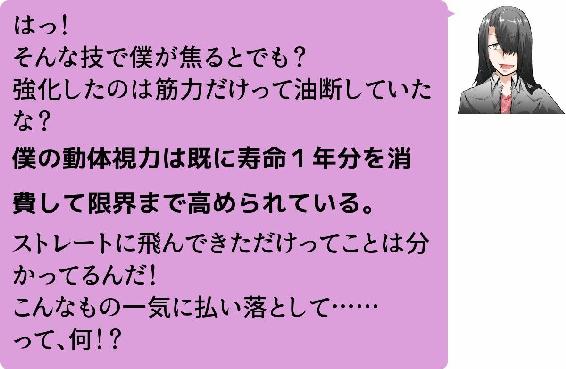 はっ！
そんな技で僕が焦るとでも？
強化したのは筋力だけって油断していた
な？
僕の動体視力は既に寿命１年分を消
費して限界まで高められている。
ストレートに飛んできただけってことは分
かってるんだ！
こんなもの一気に払い落として……
って、何！？